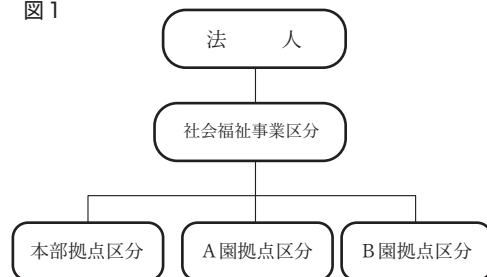 図1
法　人
社会福祉事業区分
本部拠点区分
A園拠点区分
B園拠点区分